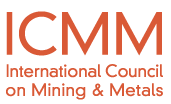 ICMM
International Council
on Mining & Metals